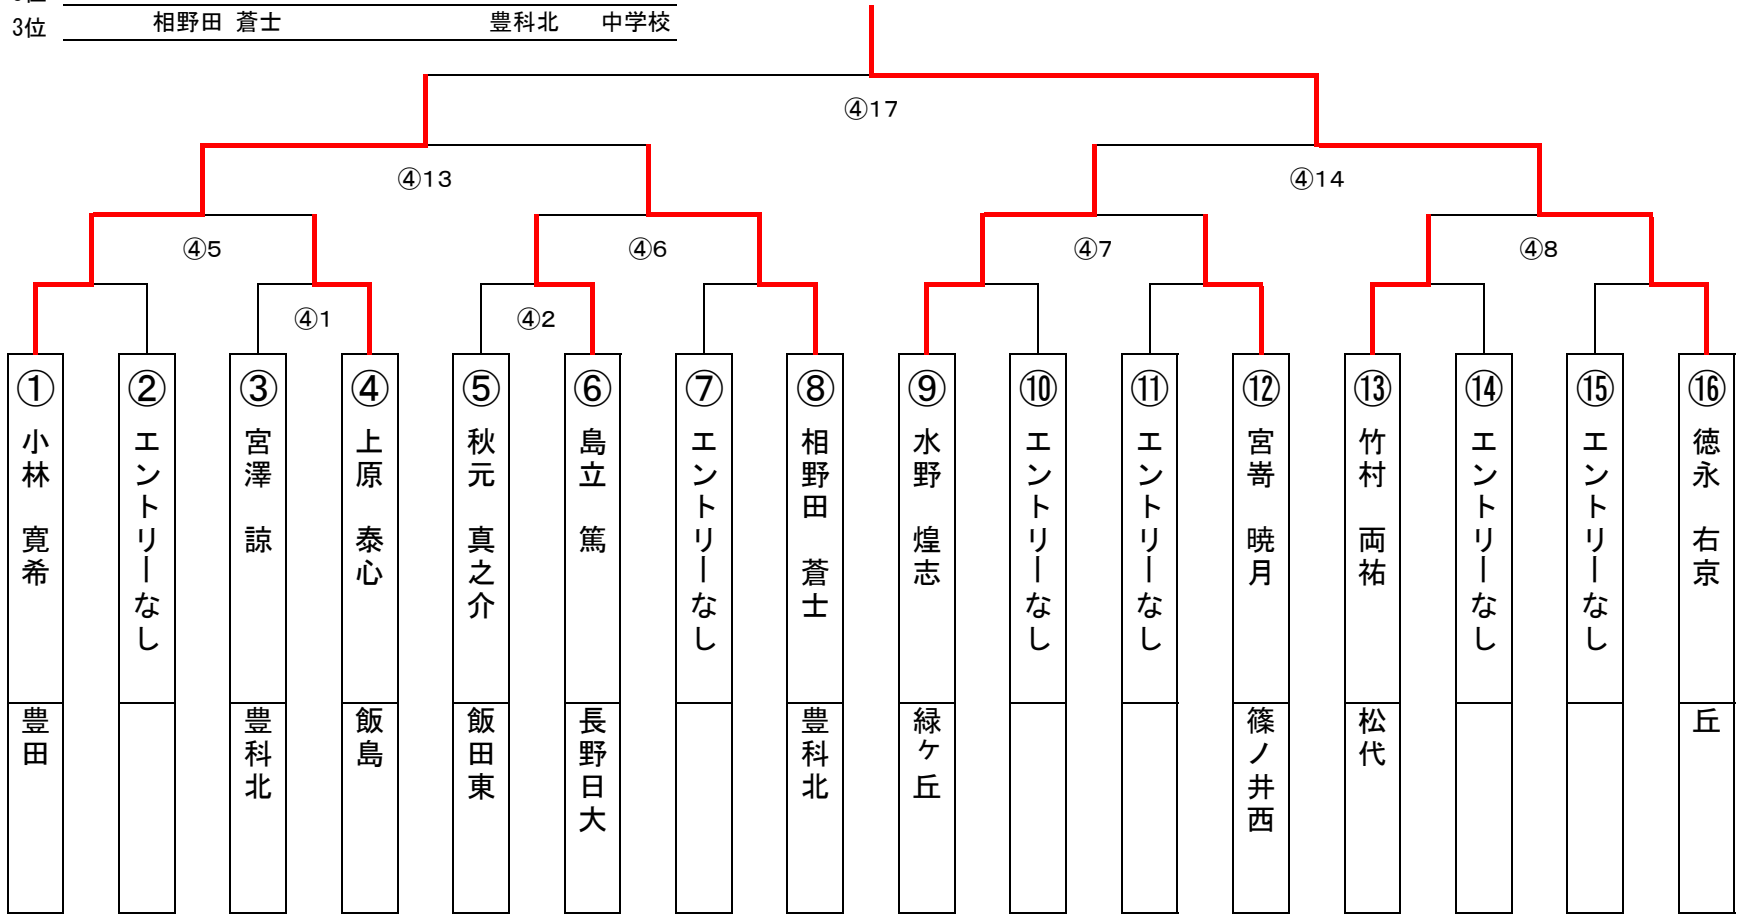 3位 相野田 蒼士 豊科北 中学校
④17
④13
④14
④5
④6
④7
④8
④1
④2
① 小林 寛希 豊田
② エントリーなし
③ 宮澤 諒 豊科北
④ 上原 泰心 飯島
⑤ 秋元 真之介 飯田東
⑥ 島立 篤 長野日大
⑦ エントリーなし
⑧ 相野田 蒼士 豊科北
⑨ 水野 煌志 緑ケ丘
⑩ エントリーなし
⑪ エントリーなし
⑫ 宮嵜 暁月 篠ノ井西
⑬ 竹村 両祐 松代
⑭ エントリーなし
⑮ エントリーなし
⑯ 徳永 右京 丘